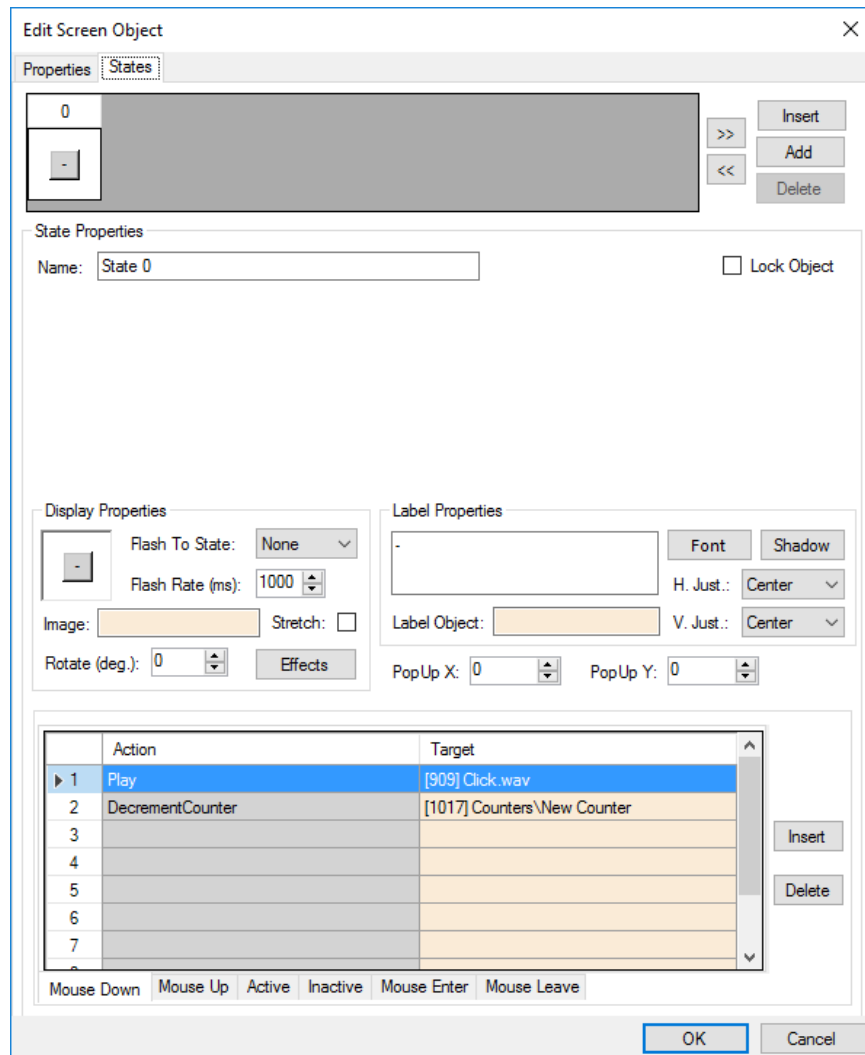 Edit Screen Object
Properties States
0
-
>>
<<
Insert
Add
Delete
State Properties
Name: State 0
Lock Object
Display Properties
-
Flash To State: None
Flash Rate (ms): 1000
Image: Stretch:
Rotate (deg.): 0 Effects
Label Properties
-
Font Shadow
H. Just.: Center
Label Object: V. Just.: Center
PopUp X: 0 PopUp Y: 0
Action Target
1 Play [909] Click.wav
2 DecrementCounter [1017] Counters\New Counter
3
4
5
6
7
Insert
Delete
Mouse Down Mouse Up Active Inactive Mouse Enter Mouse Leave
OK Cancel